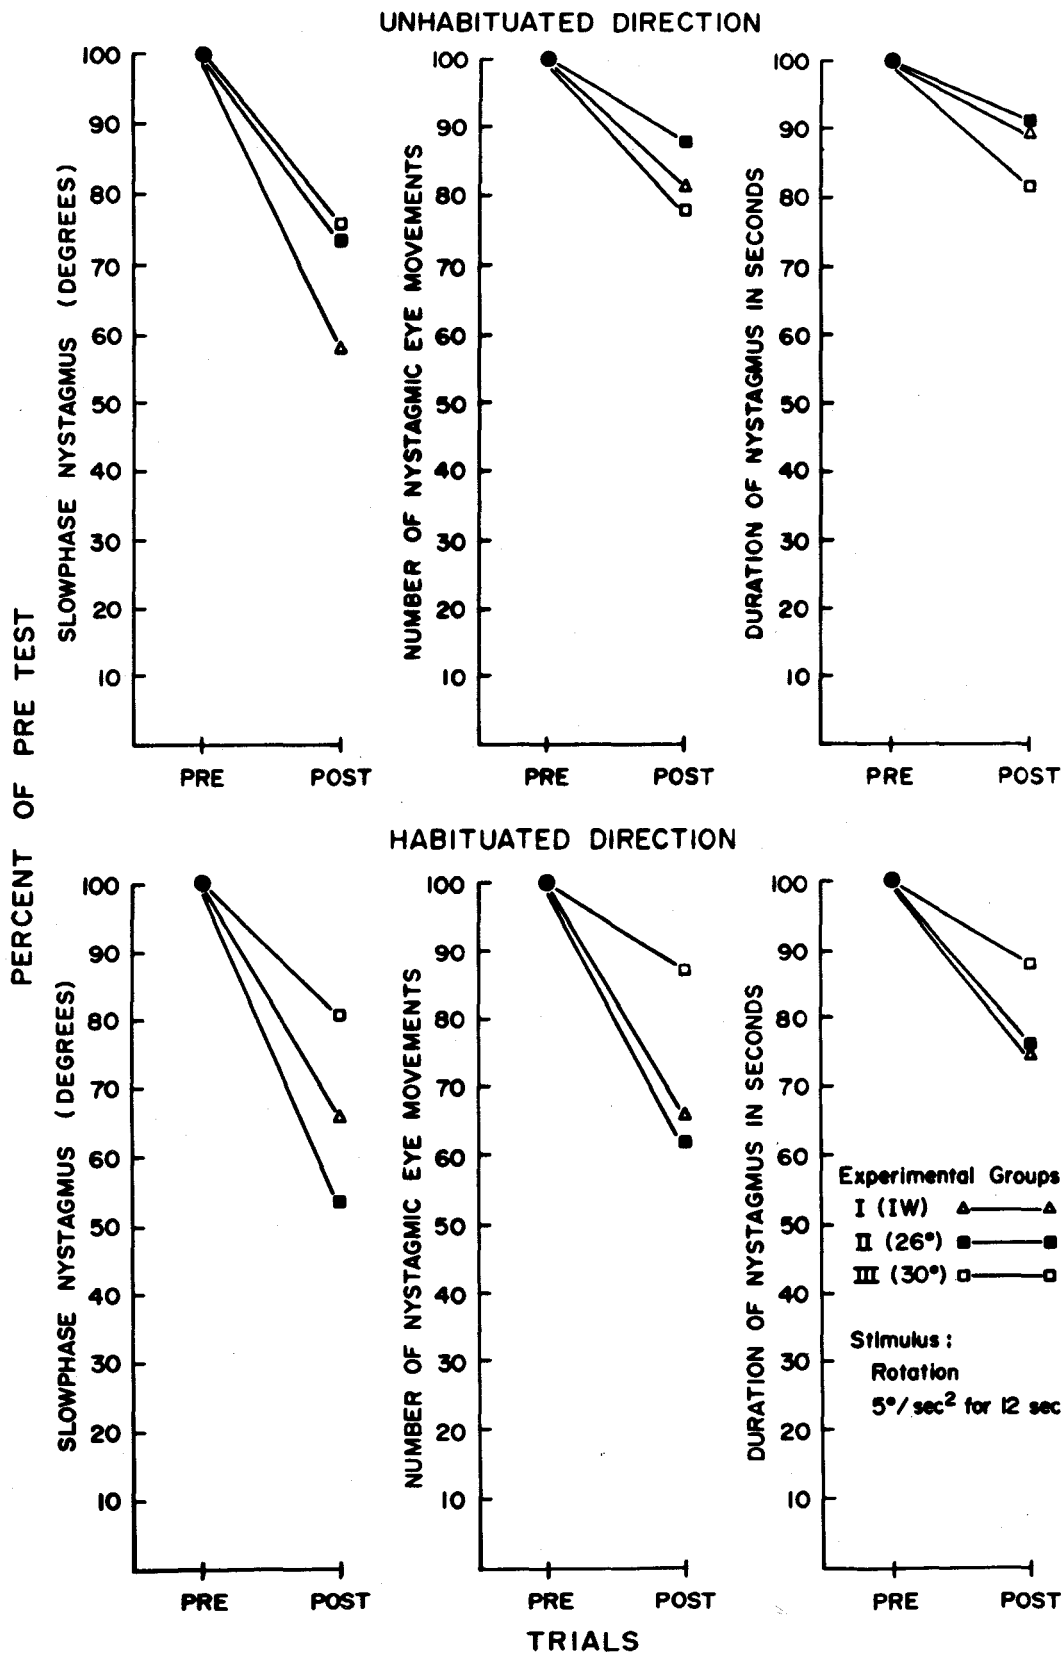 UNHABITUATED DIRECTION
PERCENT OF PRE TEST
SLOWPHASE NYSTAGMUS (DEGREES)
100
90
80
70
60
50
40
30
20
10
PRE POST
NUMBER OF NYSTAGMIC EYE MOVEMENTS
100
90
80
70
60
50
40
30
20
10
PRE POST
DURATION OF NYSTAGMUS IN SECONDS
100
90
80
70
60
50
40
30
20
10
PRE POST
HABITUATED DIRECTION
SLOWPHASE NYSTAGMUS (DEGREES)
100
90
80
70
60
50
40
30
20
10
PRE POST
NUMBER OF NYSTAGMIC EYE MOVEMENTS
100
90
80
70
60
50
40
30
20
10
PRE POST
DURATION OF NYSTAGMUS IN SECONDS
100
90
80
70
60
50
40
30
20
10
PRE POST
Experimental Groups
I (IW)
II (26°)
III (30°)
Stimulus:
Rotation
5°/sec² for 12 sec
TRIALS